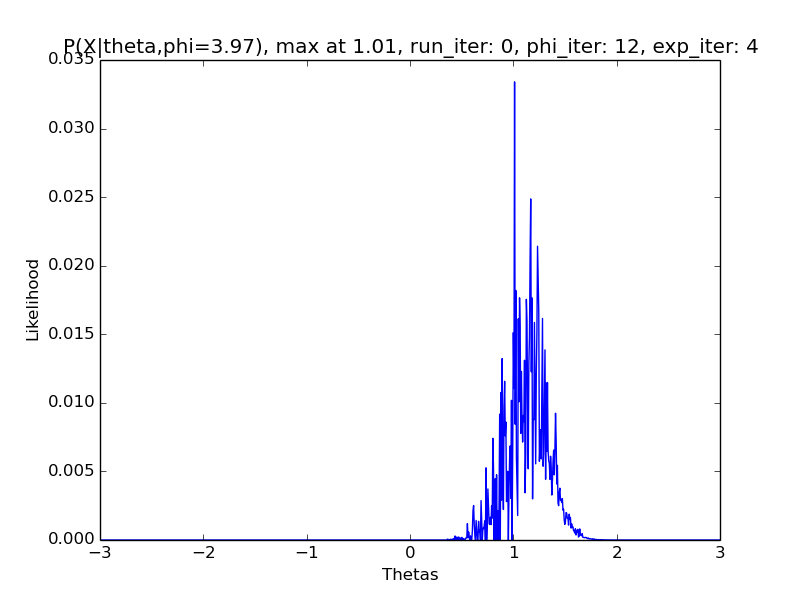 P(X|theta,phi=3.97), max at 1.01, run_iter: 0, phi_iter: 12, exp_iter: 4
0.035
0.030
0.025
0.020
0.015
0.010
0.005
0.000
Likelihood
−3 −2 −1 0 1 2 3
Thetas